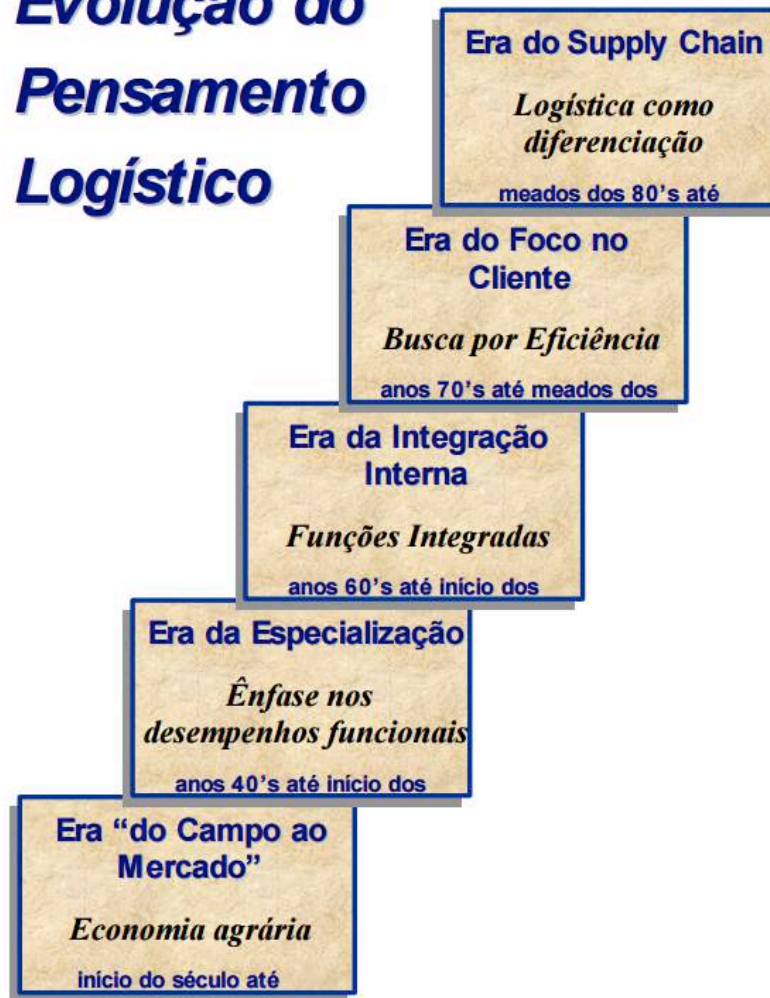 Evolução do
Pensamento
Logístico
Era do Supply Chain
Logística como
diferenciação
meados dos 80's até
Era do Foco no
Cliente
Busca por Eficiência
anos 70's até meados dos
Era da Integração
Interna
Funções Integradas
anos 60's até início dos
Era da Especialização
Ênfase nos
desempenhos funcionais
anos 40's até início dos
Era “do Campo ao
Mercado”
Economia agrária
início do século até